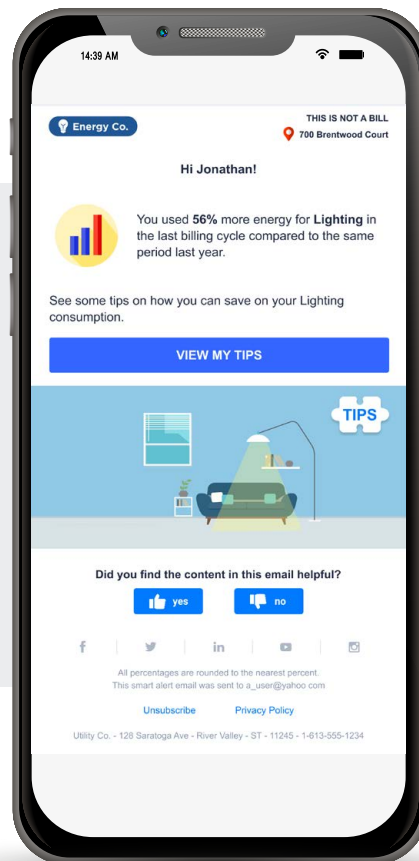 14:39 AM
Energy Co.
THIS IS NOT A BILL
700 Brentwood Court
Hi Jonathan!
You used 56% more energy for Lighting in
the last billing cycle compared to the same
period last year.
See some tips on how you can save on your Lighting
consumption.
VIEW MY TIPS
TIPS
Did you find the content in this email helpful?
yes
no
All percentages are rounded to the nearest percent.
This smart alert email was sent to a_user@yahoo com
Unsubscribe Privacy Policy
Utility Co. - 128 Saratoga Ave - River Valley - ST - 11245 - 1-613-555-1234